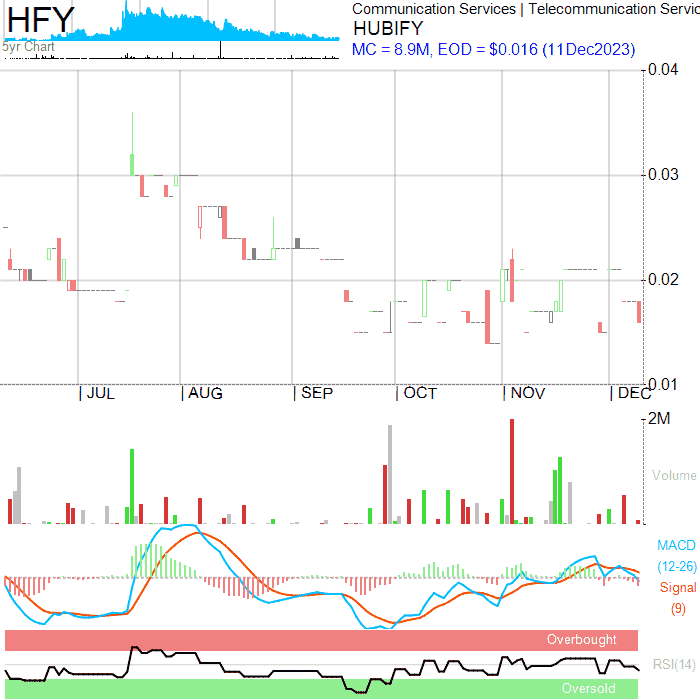 HFY
Communication Services | Telecommunication Servic
HUBIFY
5yr Chart
MC = 8.9M, EOD = $0.016 (11Dec2023)
0.04
0.03
0.02
0.01
JUL
AUG
SEP
OCT
NOV
DEC
2M
Volume
MACD
(12-26)
Signal
(9)
Overbought
RSI(14)
Oversold